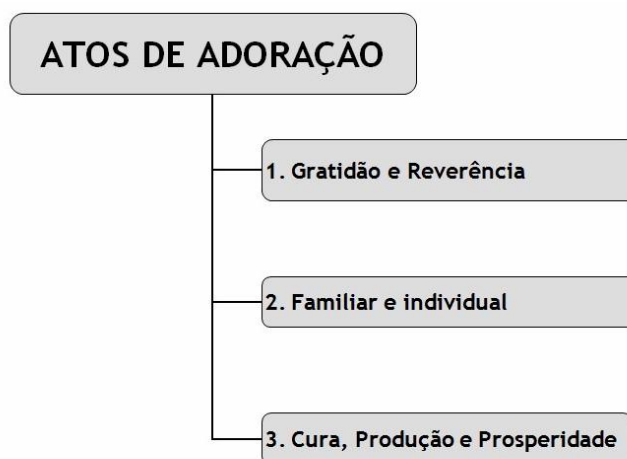 ATOS DE ADORAÇÃO
1. Gratidão e Reverência
2. Familiar e individual
3. Cura, Produção e Prosperidade